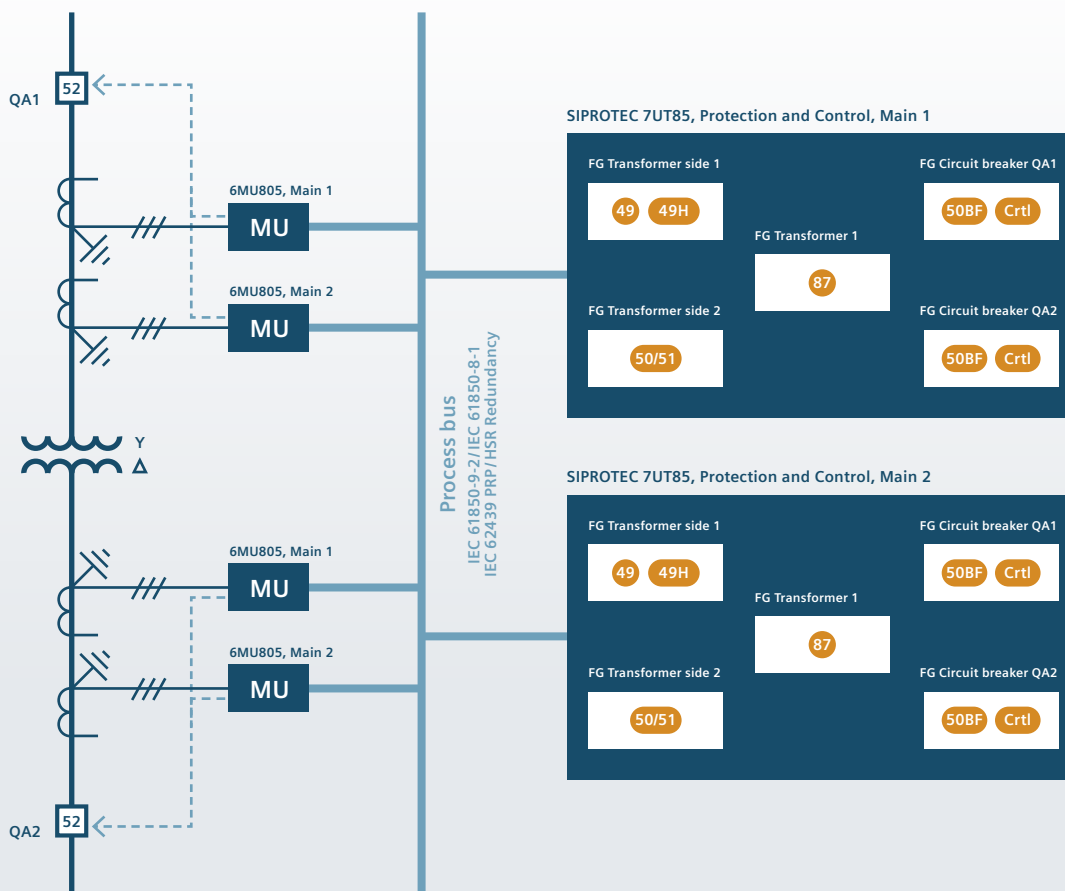 52
QA1
6MU805, Main 1
MU
6MU805, Main 2
MU
Y
Δ
6MU805, Main 1
MU
6MU805, Main 2
MU
52
QA2
Process bus
IEC 61850-9-2/IEC 61850-8-1
IEC 62439 PRP/HSR Redundancy
SIPROTEC 7UT85, Protection and Control, Main 1
FG Transformer side 1
49 49H
FG Transformer 1
87
FG Transformer side 2
50/51
FG Circuit breaker QA1
50BF Crtl
FG Circuit breaker QA2
50BF Crtl
SIPROTEC 7UT85, Protection and Control, Main 2
FG Transformer side 1
49 49H
FG Transformer 1
87
FG Transformer side 2
50/51
FG Circuit breaker QA1
50BF Crtl
FG Circuit breaker QA2
50BF Crtl